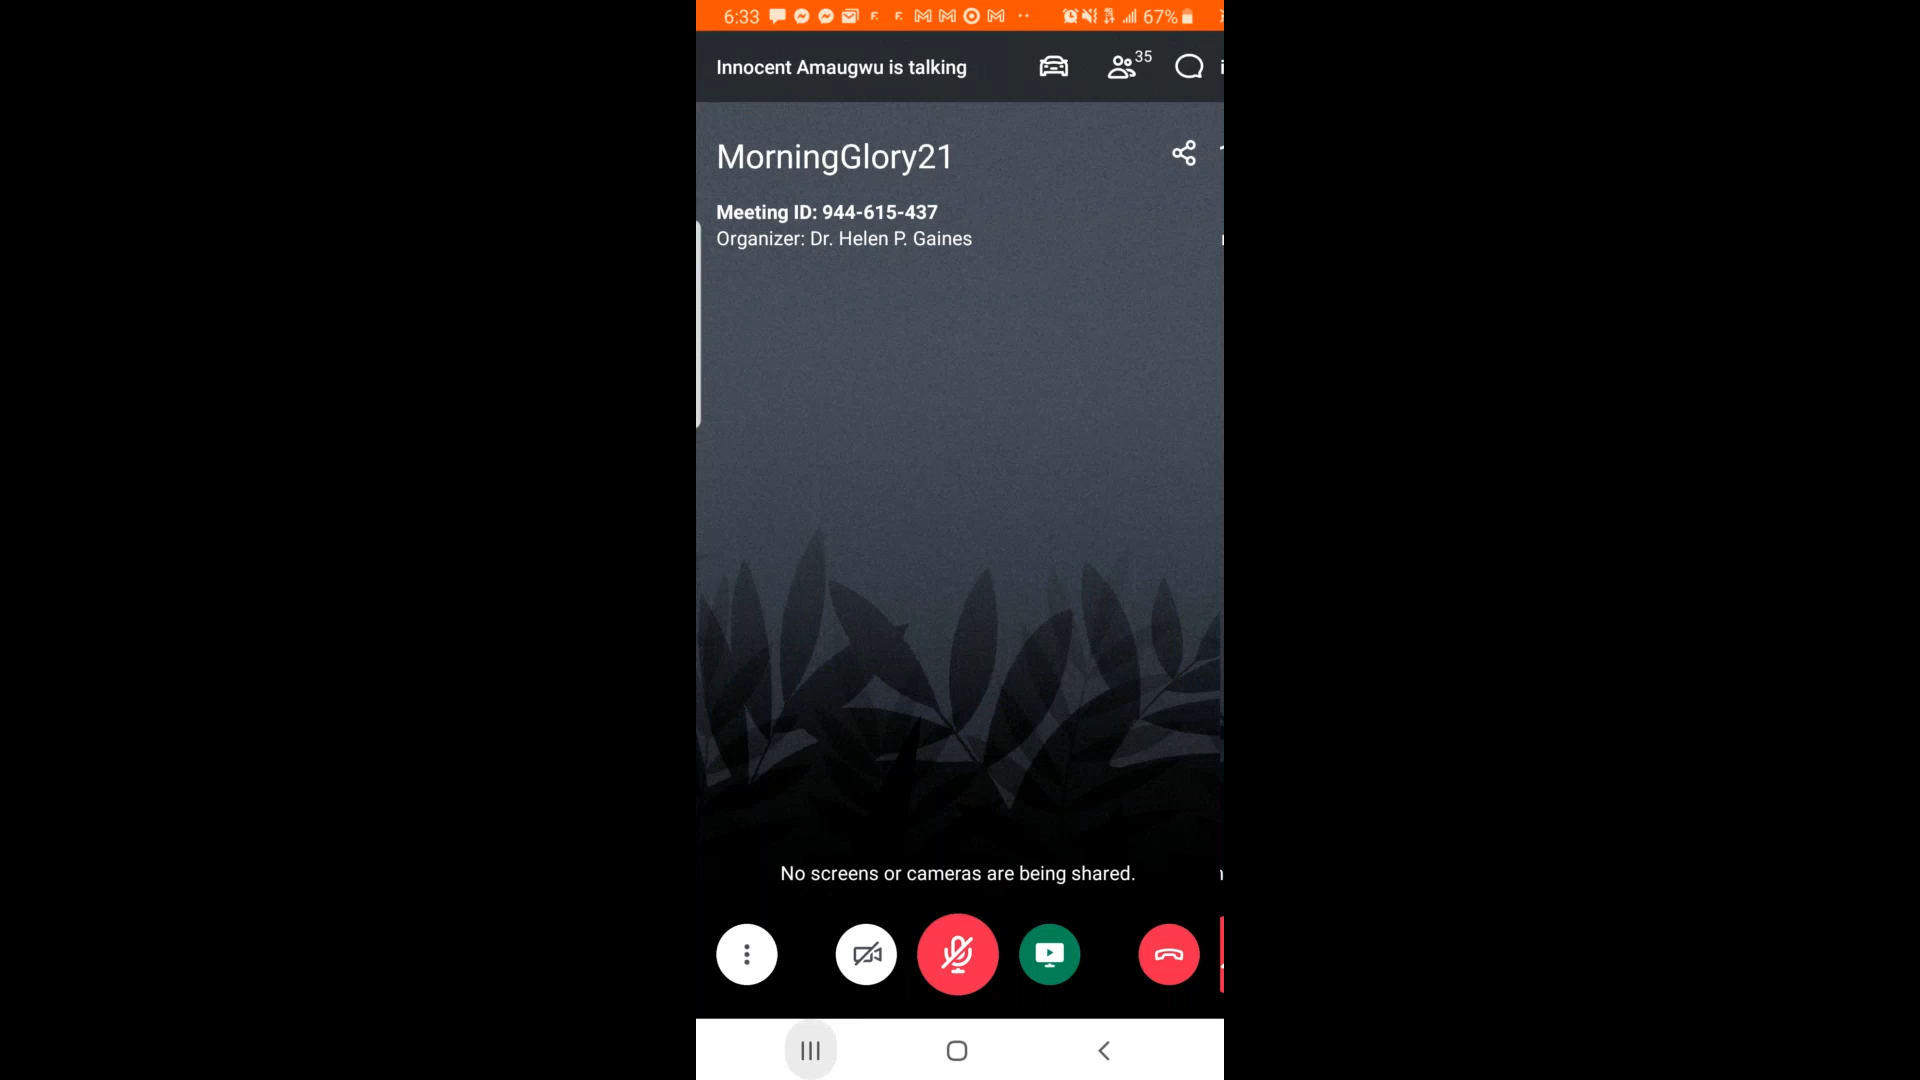 6:33
67%
Innocent Amaugwu is talking
35
MorningGlory21
Meeting ID: 944-615-437
Organizer: Dr. Helen P. Gaines
No screens or cameras are being shared.